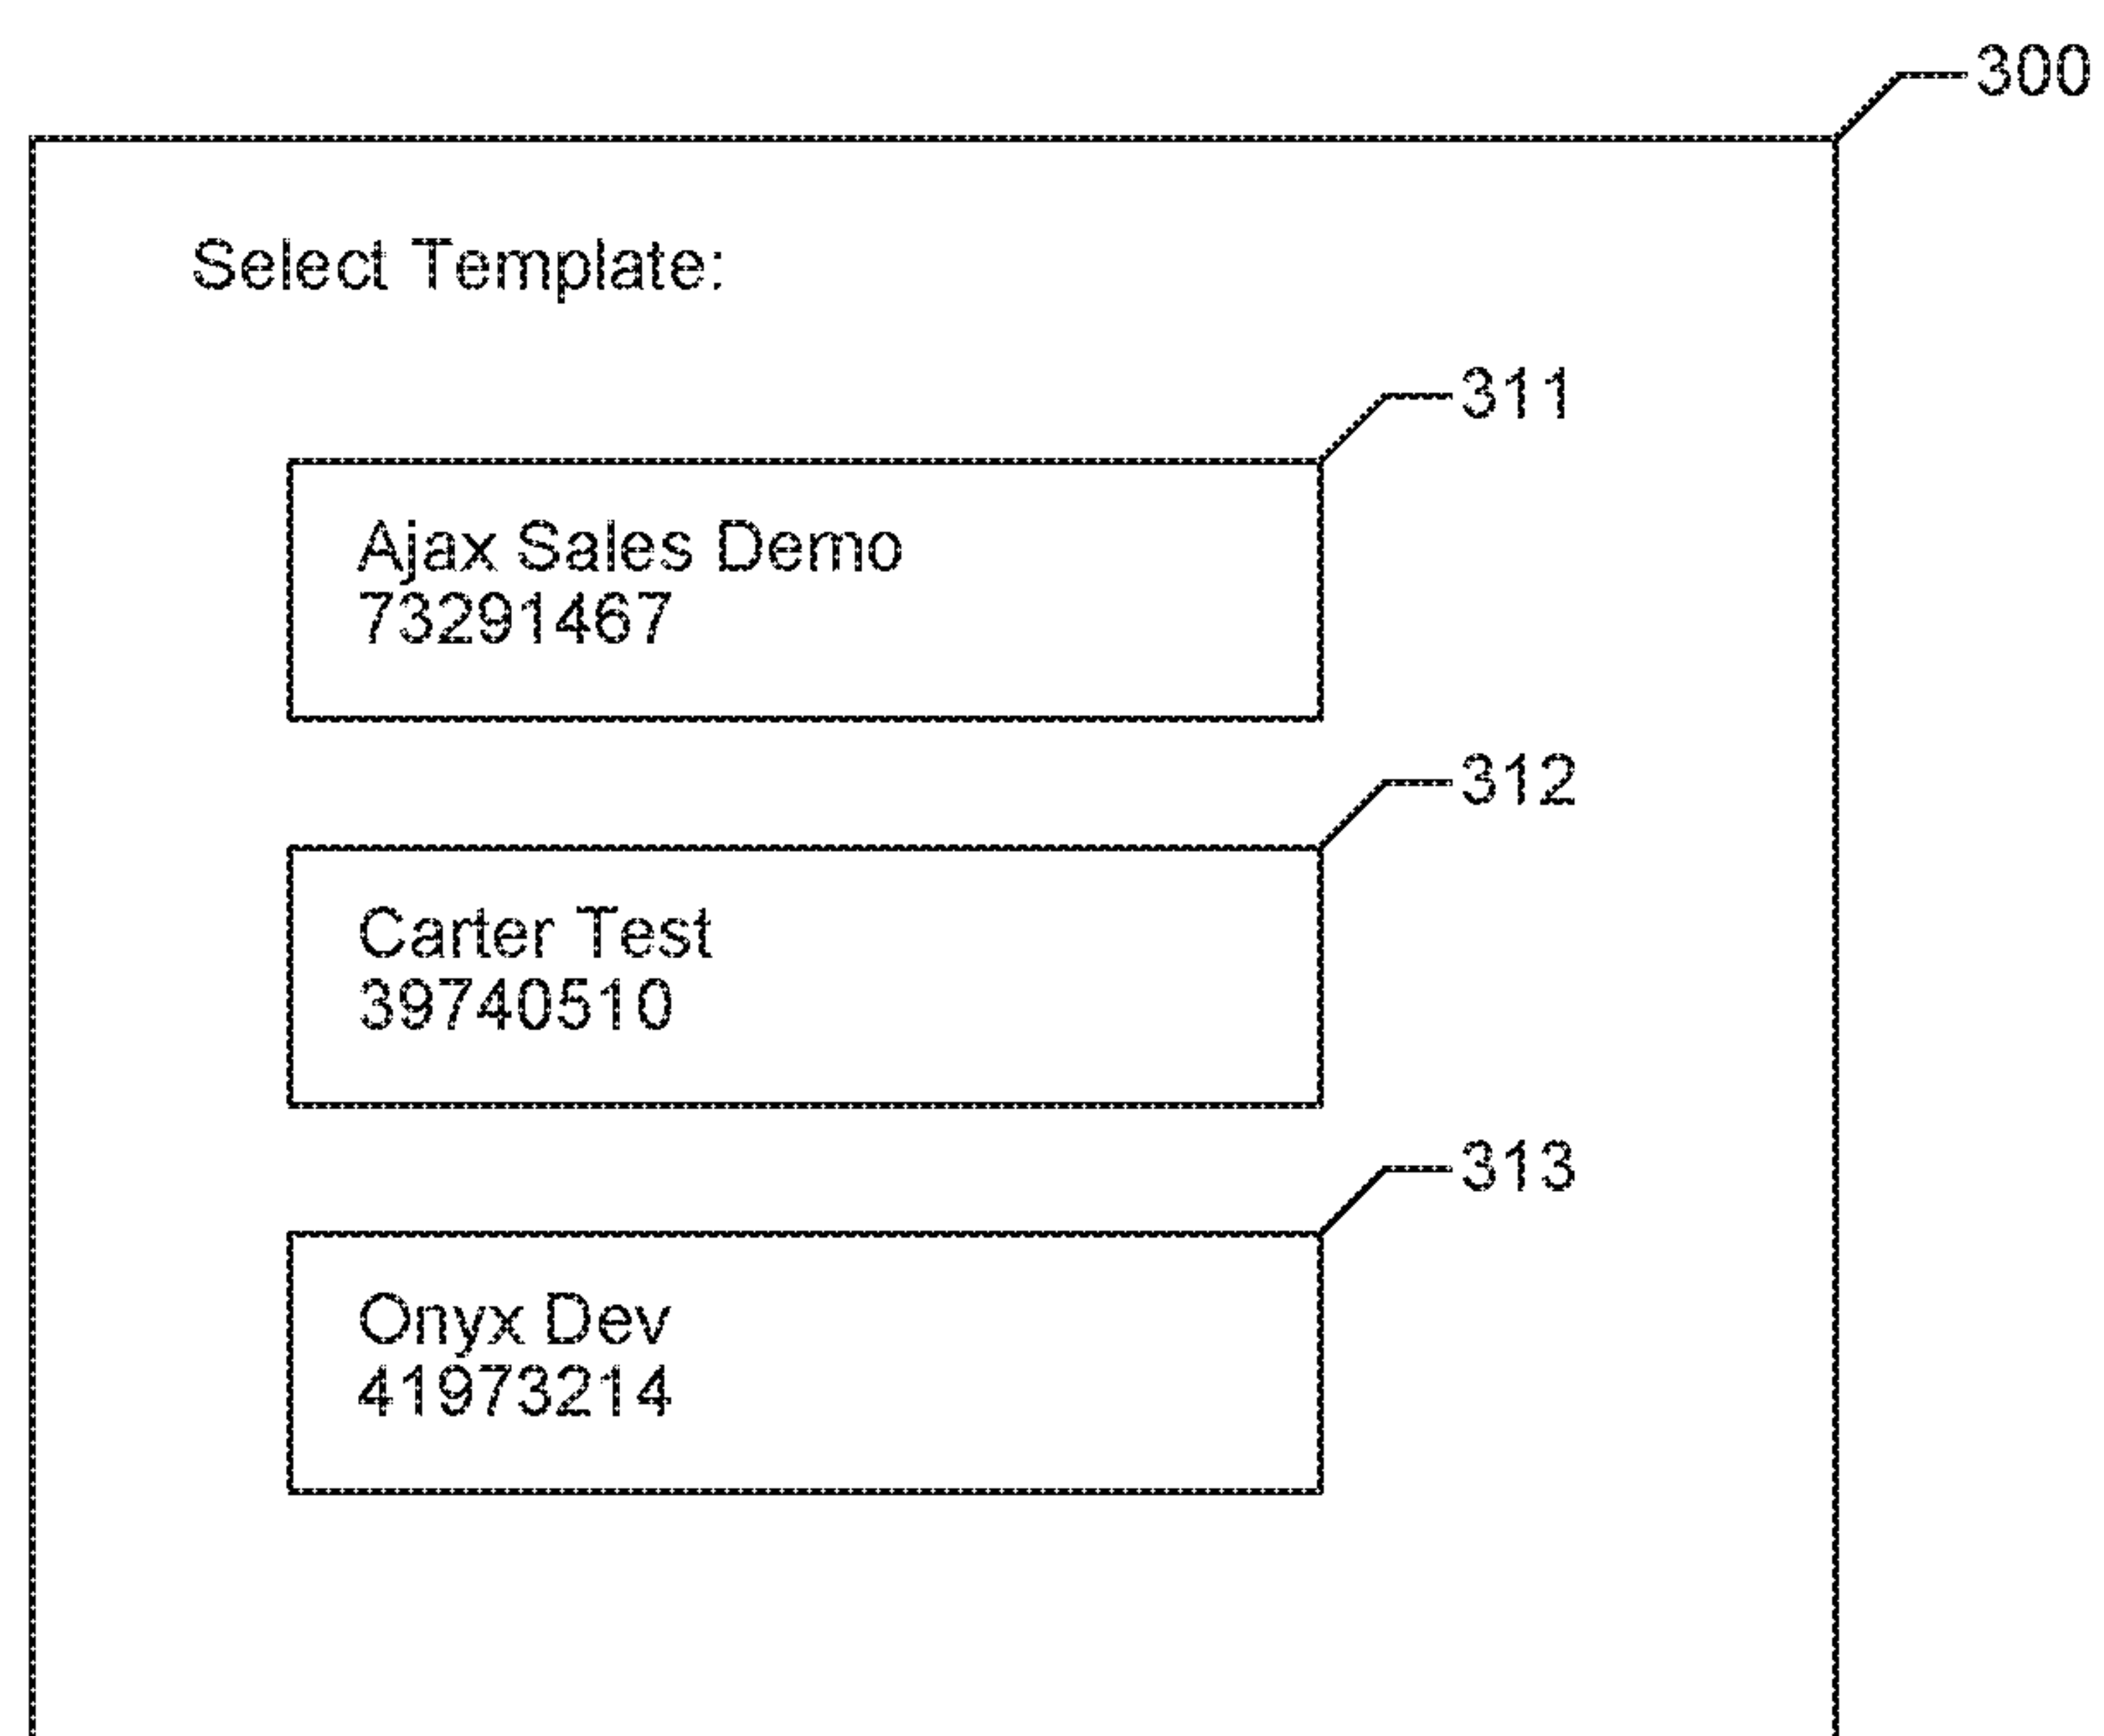 300
Select Template:
311
Ajax Sales Demo
73291467
312
Carter Test
39740510
313
Onyx Dev
41973214